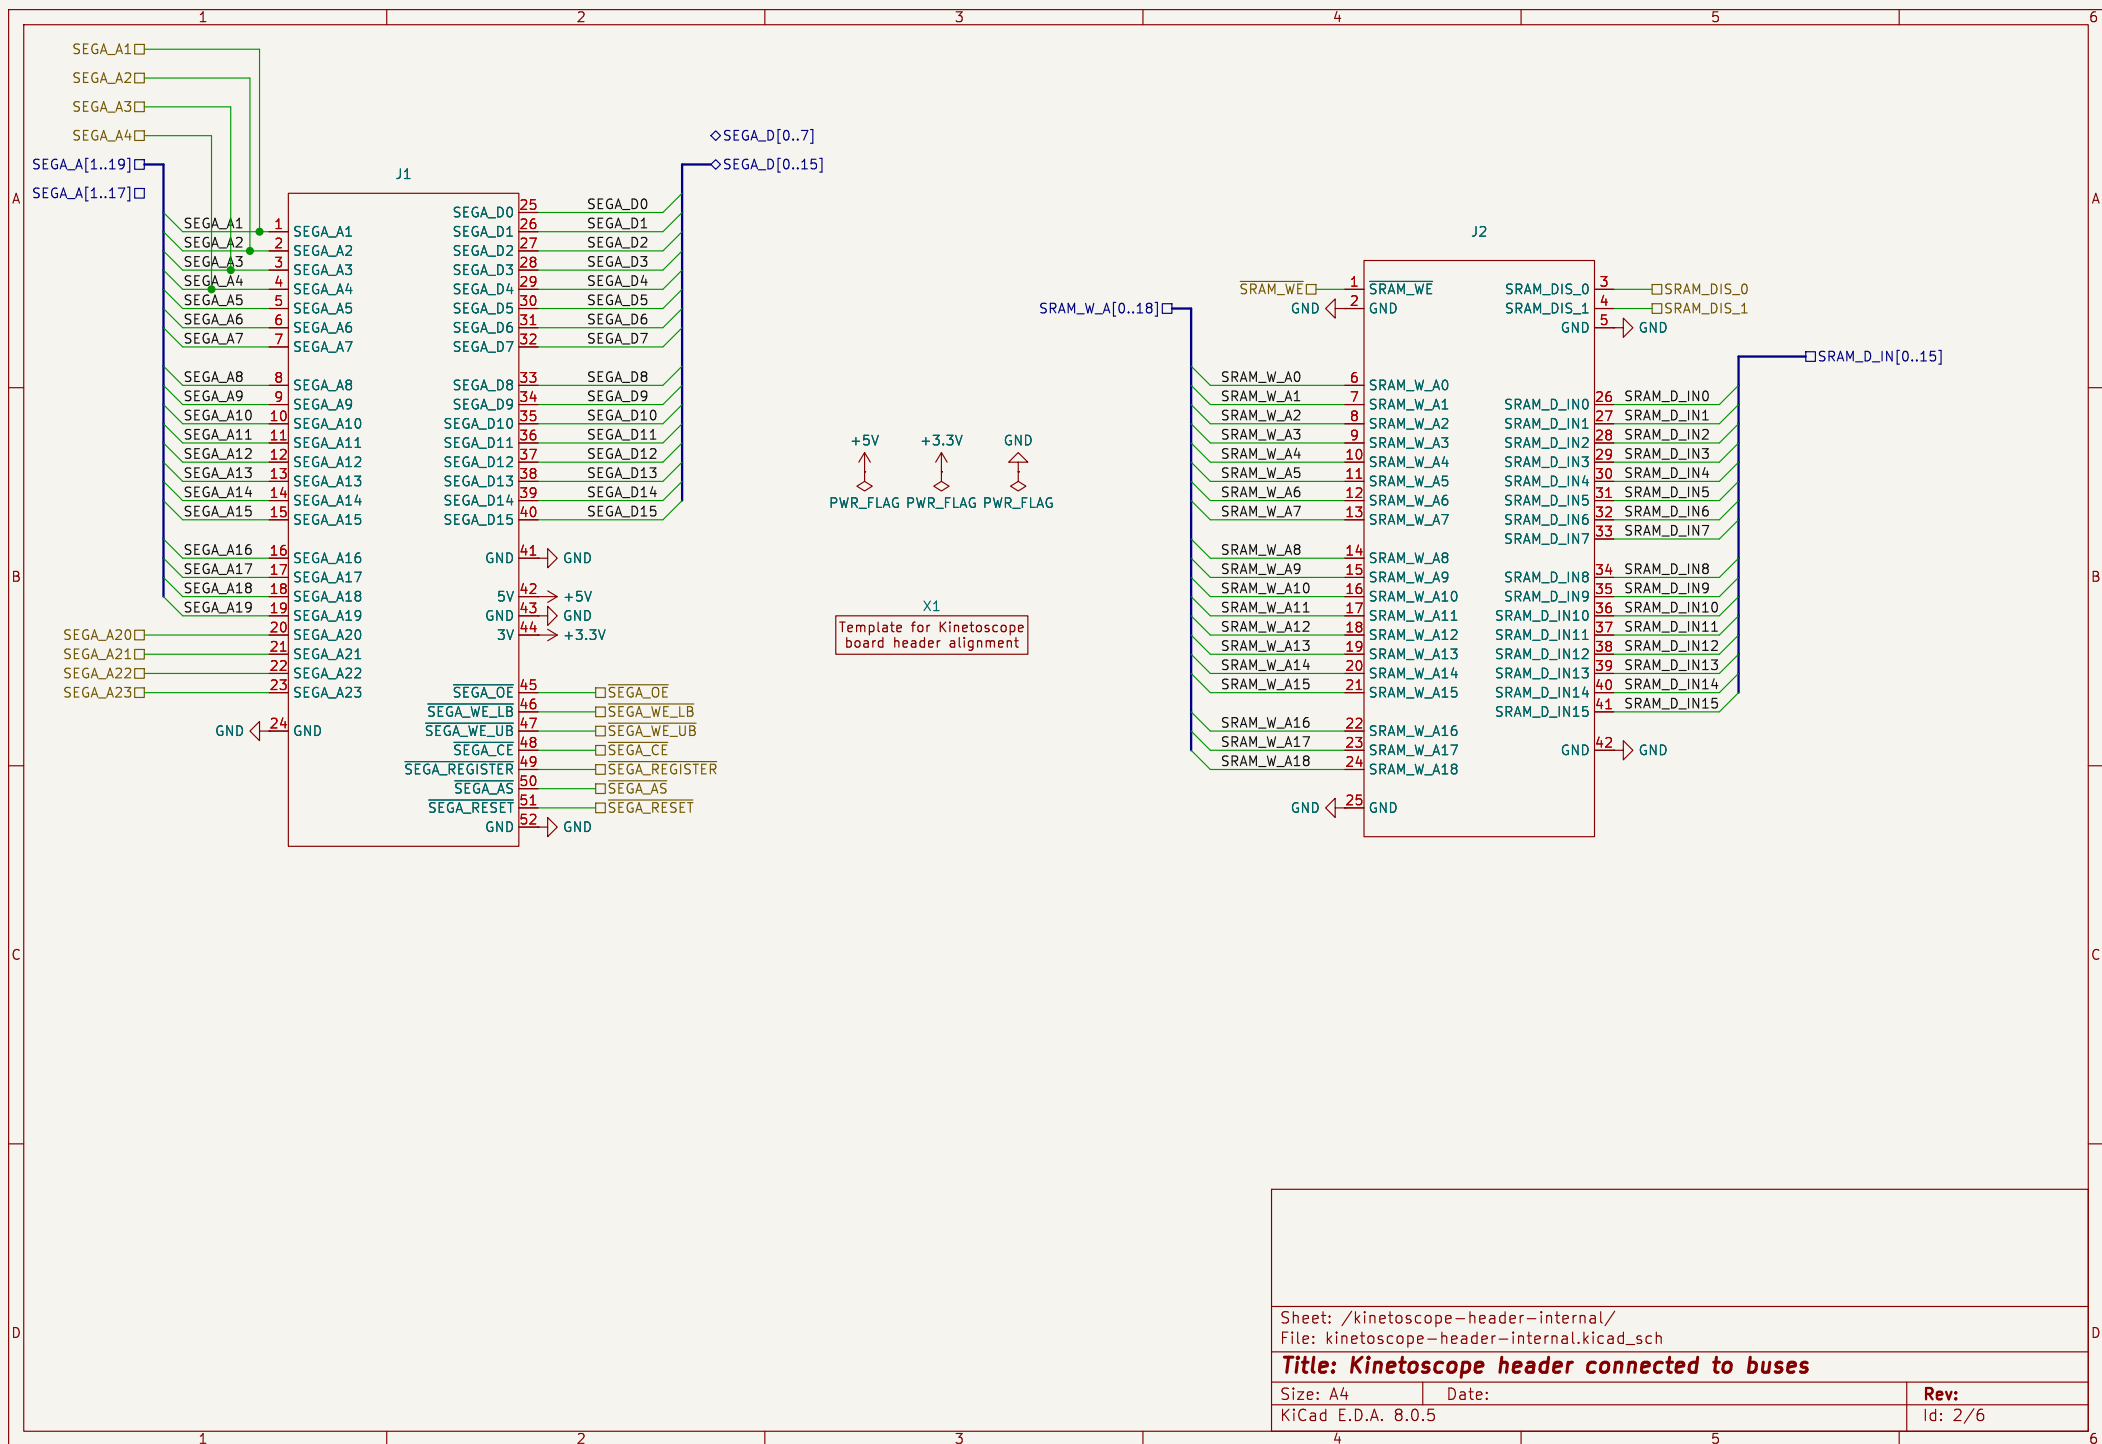 1 2 3 4 5 6
SEGA_A1
SEGA_A2
SEGA_A3
SEGA_A4
SEGA_A[1..19]
SEGA_A[1..17]
A
B
C
D
SEGA_D[0..7]
SEGA_D[0..15]
J1
SEGA_A1 1 SEGA_A1
SEGA_A2 2 SEGA_A2
SEGA_A3 3 SEGA_A3
SEGA_A4 4 SEGA_A4
SEGA_A5 5 SEGA_A5
SEGA_A6 6 SEGA_A6
SEGA_A7 7 SEGA_A7
SEGA_A8 8 SEGA_A8
SEGA_A9 9 SEGA_A9
SEGA_A10 10 SEGA_A10
SEGA_A11 11 SEGA_A11
SEGA_A12 12 SEGA_A12
SEGA_A13 13 SEGA_A13
SEGA_A14 14 SEGA_A14
SEGA_A15 15 SEGA_A15
SEGA_A16 16 SEGA_A16
SEGA_A17 17 SEGA_A17
SEGA_A18 18 SEGA_A18
SEGA_A19 19 SEGA_A19
SEGA_A20 20 SEGA_A20
SEGA_A21 21 SEGA_A21
SEGA_A22 22 SEGA_A22
SEGA_A23 23 SEGA_A23
GND 24 GND
SEGA_D0 25 SEGA_D0
SEGA_D1 26 SEGA_D1
SEGA_D2 27 SEGA_D2
SEGA_D3 28 SEGA_D3
SEGA_D4 29 SEGA_D4
SEGA_D5 30 SEGA_D5
SEGA_D6 31 SEGA_D6
SEGA_D7 32 SEGA_D7
SEGA_D8 33 SEGA_D8
SEGA_D9 34 SEGA_D9
SEGA_D10 35 SEGA_D10
SEGA_D11 36 SEGA_D11
SEGA_D12 37 SEGA_D12
SEGA_D13 38 SEGA_D13
SEGA_D14 39 SEGA_D14
SEGA_D15 40 SEGA_D15
GND 41 GND
5V 42 +5V
GND 43 GND
3V 44 +3.3V
SEGA_OE 45 SEGA_OE
SEGA_WE_LB 46 SEGA_WE_LB
SEGA_WE_UB 47 SEGA_WE_UB
SEGA_CE 48 SEGA_CE
SEGA_REGISTER 49 SEGA_REGISTER
SEGA_AS 50 SEGA_AS
SEGA_RESET 51 SEGA_RESET
GND 52 GND
+5V +3.3V GND
PWR_FLAG PWR_FLAG PWR_FLAG
X1
Template for Kinetoscope
board header alignment
J2
SRAM_WE 1 SRAM_WE
GND 2 GND
SRAM_W_A[0..18]
SRAM_W_A0 6 SRAM_W_A0
SRAM_W_A1 7 SRAM_W_A1
SRAM_W_A2 8 SRAM_W_A2
SRAM_W_A3 9 SRAM_W_A3
SRAM_W_A4 10 SRAM_W_A4
SRAM_W_A5 11 SRAM_W_A5
SRAM_W_A6 12 SRAM_W_A6
SRAM_W_A7 13 SRAM_W_A7
SRAM_W_A8 14 SRAM_W_A8
SRAM_W_A9 15 SRAM_W_A9
SRAM_W_A10 16 SRAM_W_A10
SRAM_W_A11 17 SRAM_W_A11
SRAM_W_A12 18 SRAM_W_A12
SRAM_W_A13 19 SRAM_W_A13
SRAM_W_A14 20 SRAM_W_A14
SRAM_W_A15 21 SRAM_W_A15
SRAM_W_A16 22 SRAM_W_A16
SRAM_W_A17 23 SRAM_W_A17
SRAM_W_A18 24 SRAM_W_A18
GND 25 GND
SRAM_DIS_0 3 SRAM_DIS_0
SRAM_DIS_1 4 SRAM_DIS_1
GND 5 GND
SRAM_D_IN[0..15]
SRAM_D_IN0 26 SRAM_D_IN0
SRAM_D_IN1 27 SRAM_D_IN1
SRAM_D_IN2 28 SRAM_D_IN2
SRAM_D_IN3 29 SRAM_D_IN3
SRAM_D_IN4 30 SRAM_D_IN4
SRAM_D_IN5 31 SRAM_D_IN5
SRAM_D_IN6 32 SRAM_D_IN6
SRAM_D_IN7 33 SRAM_D_IN7
SRAM_D_IN8 34 SRAM_D_IN8
SRAM_D_IN9 35 SRAM_D_IN9
SRAM_D_IN10 36 SRAM_D_IN10
SRAM_D_IN11 37 SRAM_D_IN11
SRAM_D_IN12 38 SRAM_D_IN12
SRAM_D_IN13 39 SRAM_D_IN13
SRAM_D_IN14 40 SRAM_D_IN14
SRAM_D_IN15 41 SRAM_D_IN15
GND 42 GND
A
B
C
D
Sheet: /kinetoscope-header-internal/
File: kinetoscope-header-internal.kicad_sch
Title: Kinetoscope header connected to buses
Size: A4 Date: Rev:
KiCad E.D.A. 8.0.5 Id: 2/6
1 2 3 4 5 6